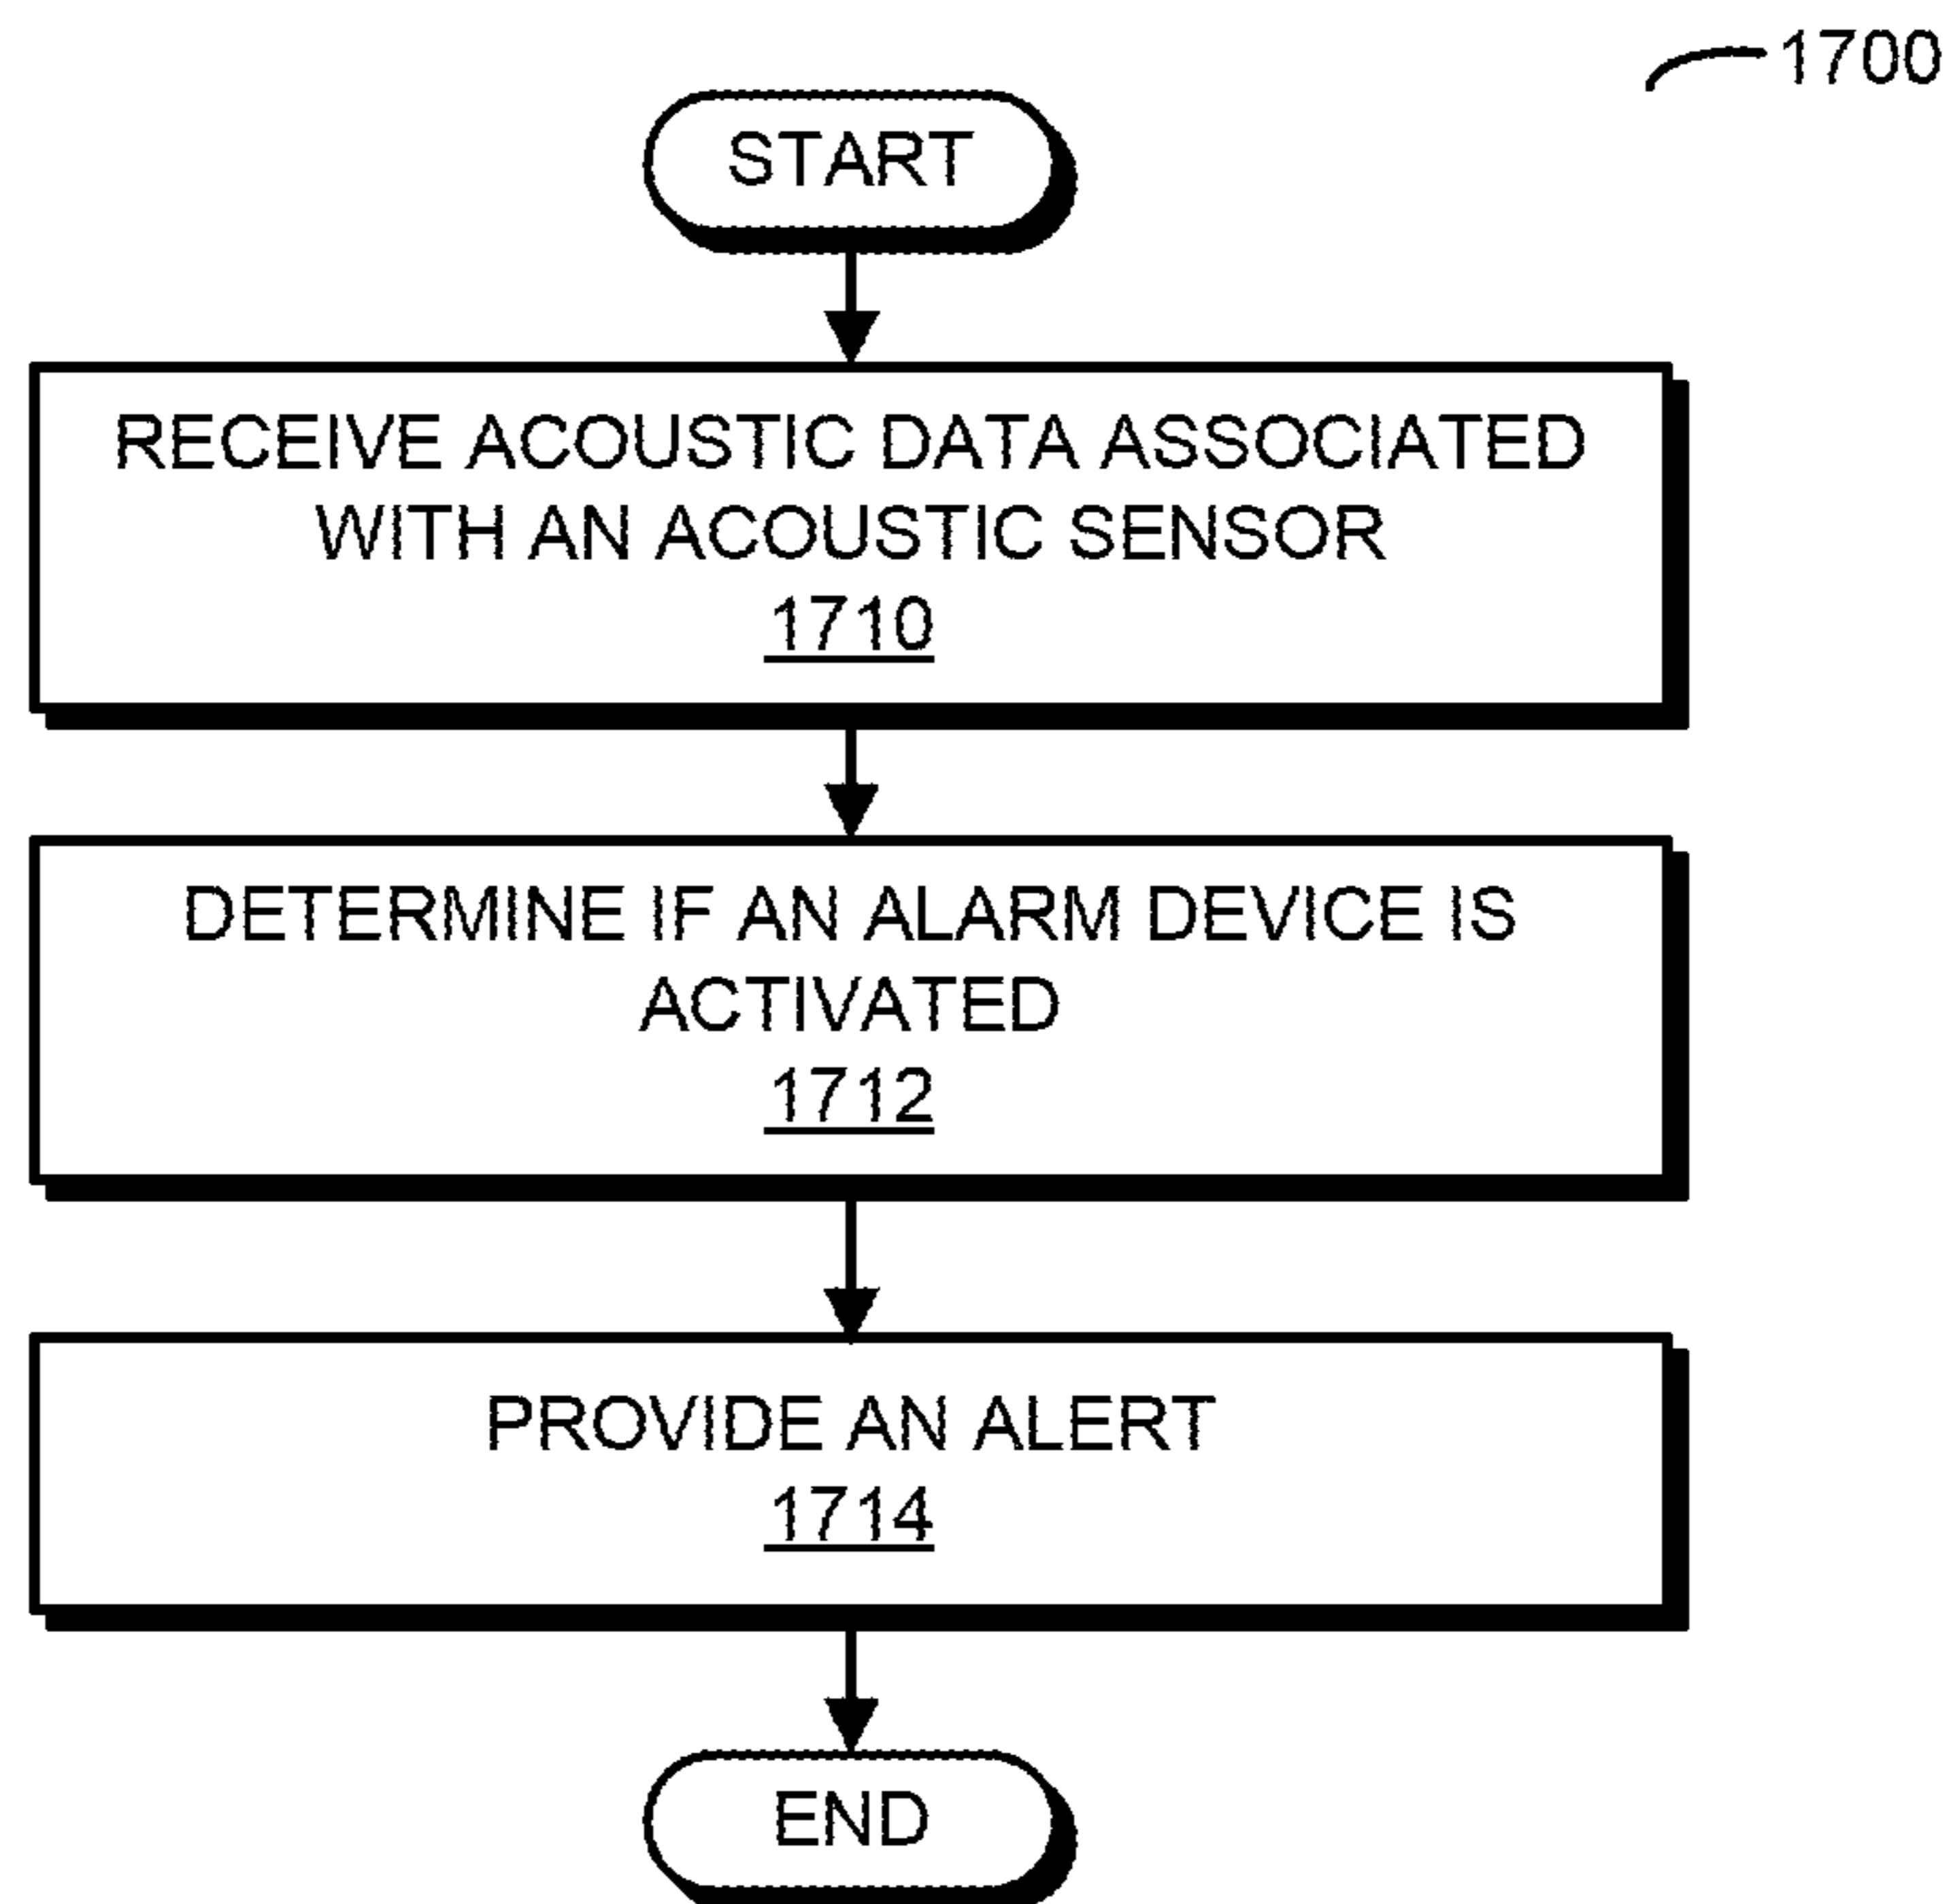 1700
START
RECEIVE ACOUSTIC DATA ASSOCIATED
WITH AN ACOUSTIC SENSOR
1710
DETERMINE IF AN ALARM DEVICE IS
ACTIVATED
1712
PROVIDE AN ALERT
1714
END